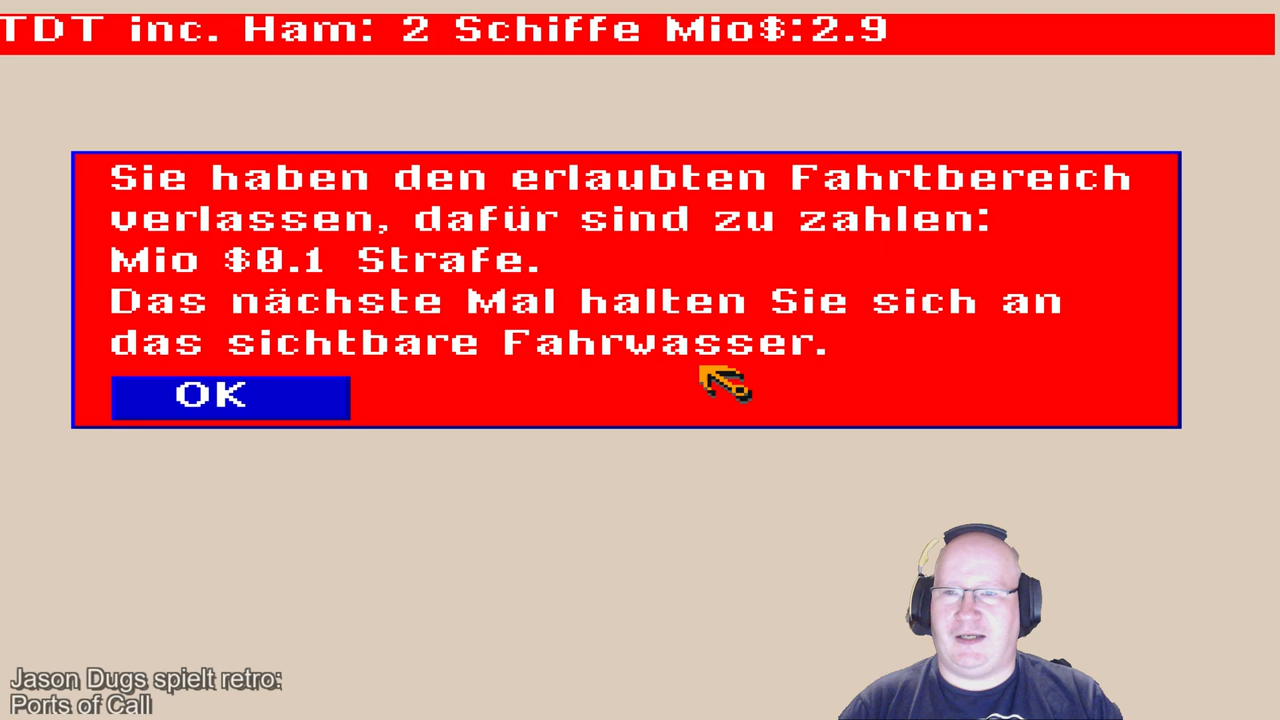 TDT inc. Ham: 2 Schiffe Mio$:2.9
Sie haben den erlaubten Fahrtbereich
verlassen, dafür sind zu zahlen:
Mio $0.1 Strafe.
Das nächste Mal halten Sie sich an
das sichtbare Fahrwasser.
OK
Jason Dugs spielt retro:
Ports of Call